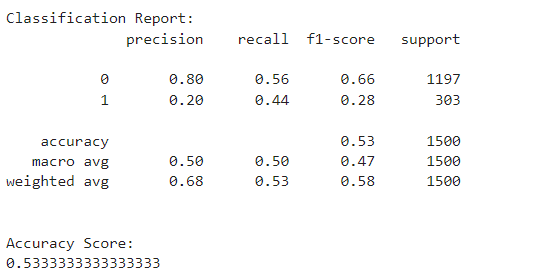 Classification Report:
precision recall f1-score support
0 0.80 0.56 0.66 1197
1 0.20 0.44 0.28 303
accuracy 0.53 1500
macro avg 0.50 0.50 0.47 1500
weighted avg 0.68 0.53 0.58 1500
Accuracy Score:
0.5333333333333333